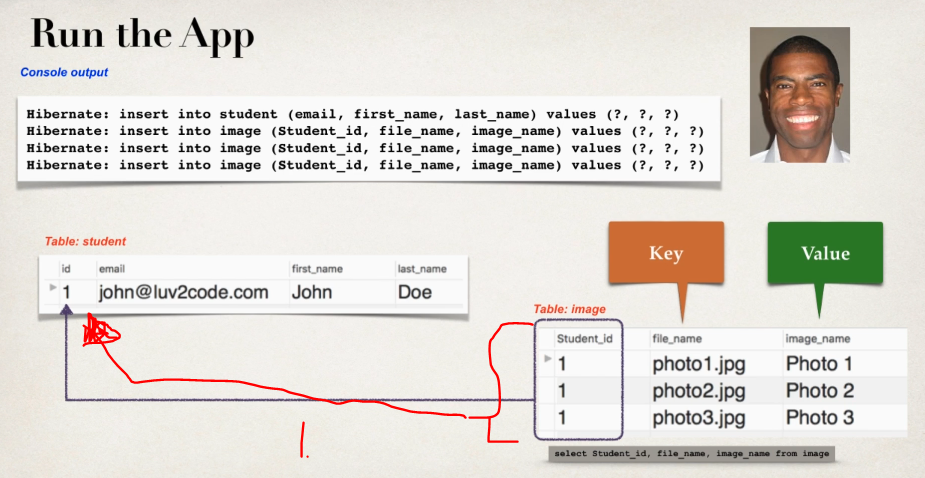 Run the App
Console output
Hibernate: insert into student (email, first_name, last_name) values (?, ?, ?)
Hibernate: insert into image (Student_id, file_name, image_name) values (?, ?, ?)
Hibernate: insert into image (Student_id, file_name, image_name) values (?, ?, ?)
Hibernate: insert into image (Student_id, file_name, image_name) values (?, ?, ?)
Table: student
id email first_name last_name
1 john@luv2code.com John Doe
Key Value
Table: image
Student_id file_name image_name
1 photo1.jpg Photo 1
1 photo2.jpg Photo 2
1 photo3.jpg Photo 3
select Student_id, file_name, image_name from image